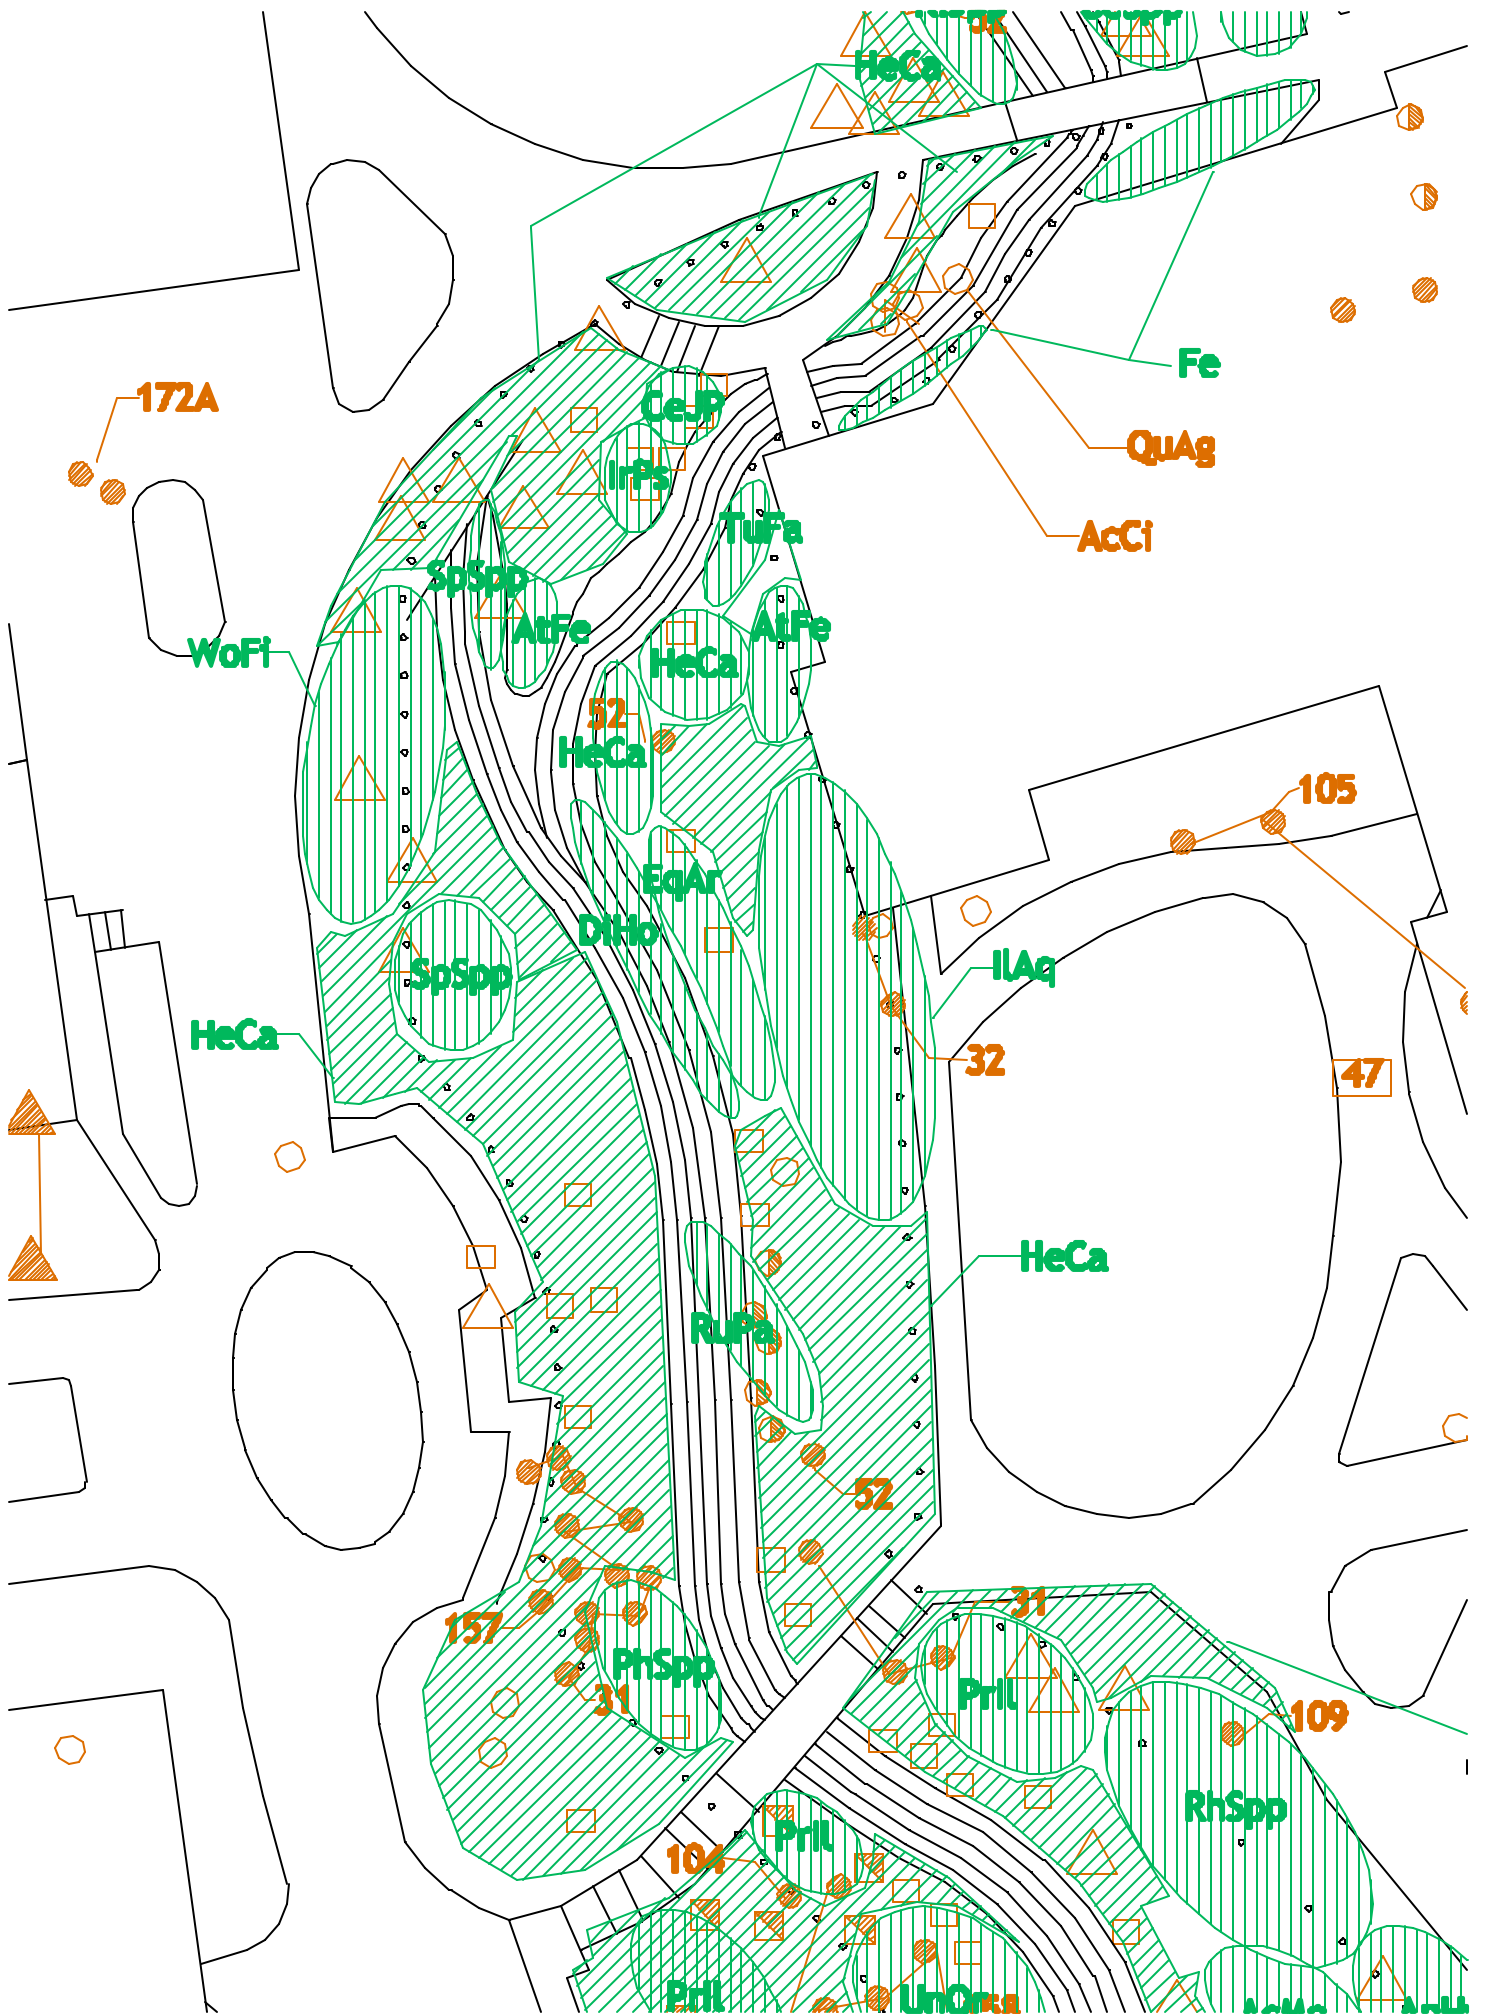 HeCa
Fe
172A
CeJP
QuAg
IrPs
TuFa
AcCi
SpSpp
AtFe
AtFe
WoFi
HeCa
52
HeCa
105
EqAr
DiHo
IlAq
SpSpp
HeCa
32
47
HeCa
RuPa
52
31
157
PhSpp
PrIl
31
109
RhSpp
PrIl
104
PrIl